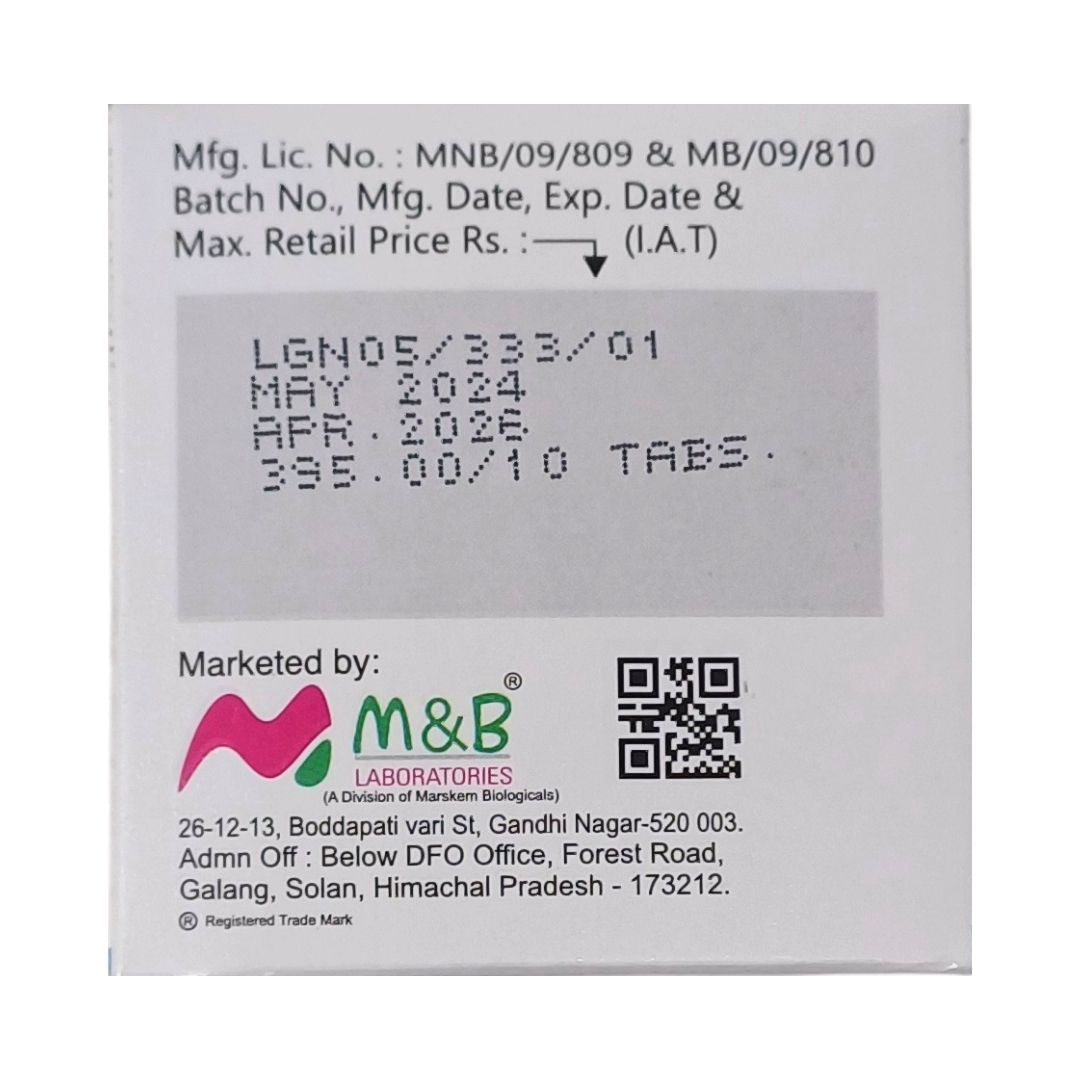 Mfg. Lic. No. : MNB/09/809 & MB/09/810
Batch No., Mfg. Date, Exp. Date &
Max. Retail Price Rs. : (I.A.T)
LGN05/333/01
MAY 2024
APR.2026
395.00/10 TABS.
Marketed by:
M&B®
LABORATORIES
(A Division of Marskem Biologicals)
26-12-13, Boddapati vari St, Gandhi Nagar-520 003.
Admn Off : Below DFO Office, Forest Road,
Galang, Solan, Himachal Pradesh - 173212.
® Registered Trade Mark